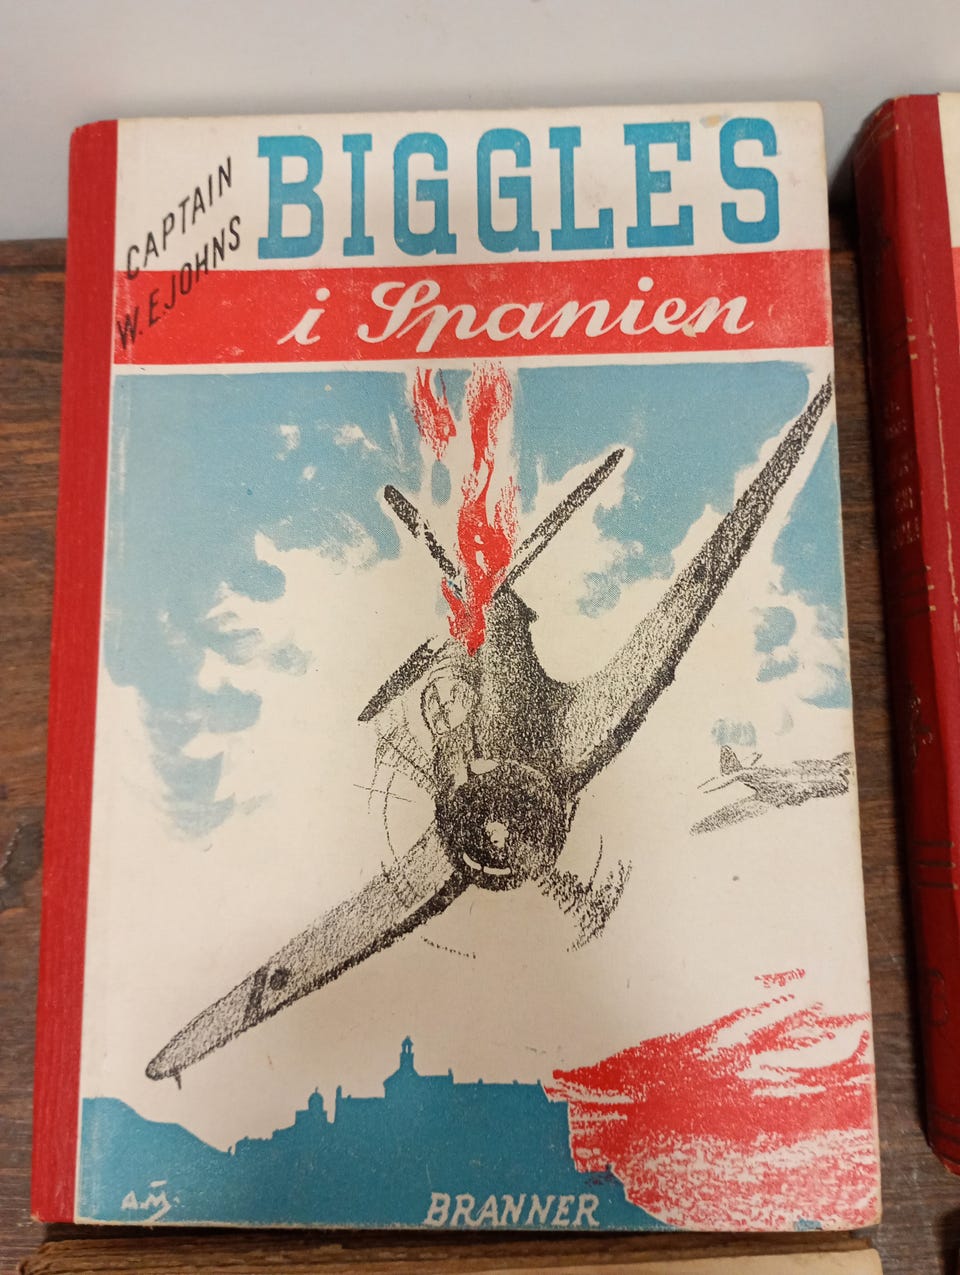 CAPTAIN
W. E. JOHNS
BIGGLES
i Spanien
A.M.
BRANNER